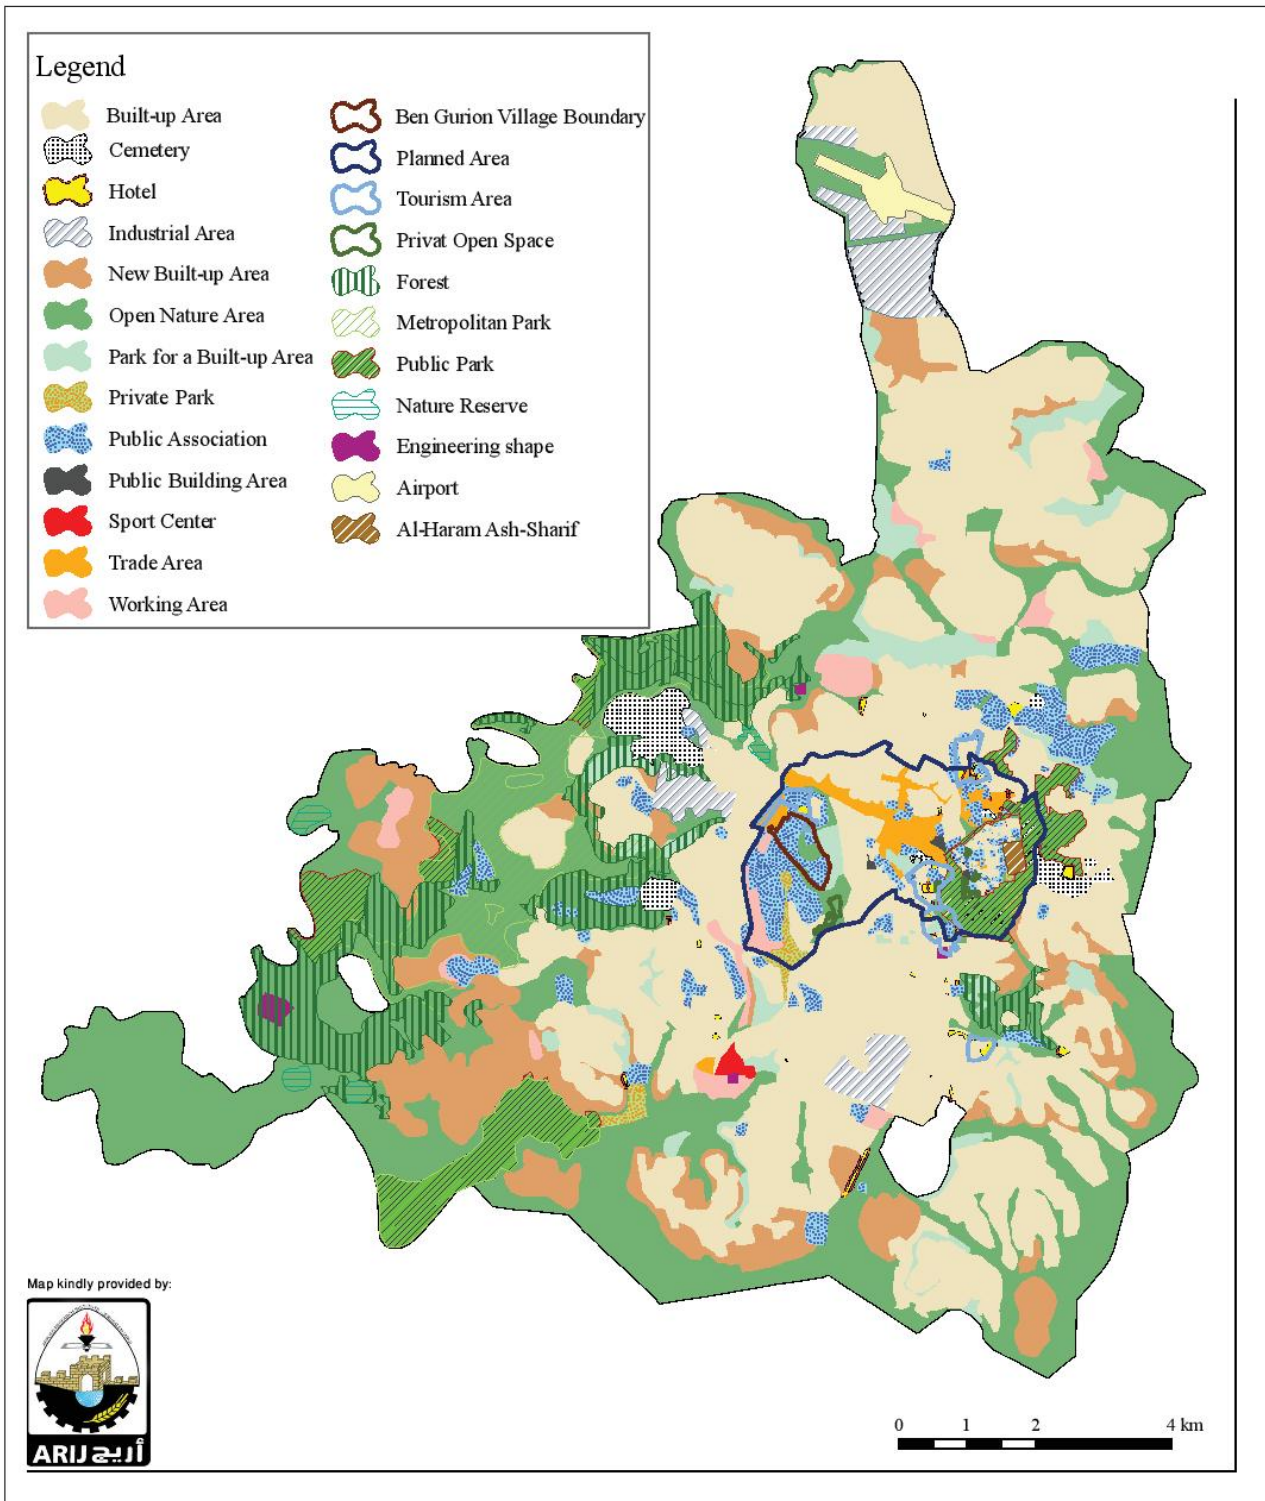 Legend
Built-up Area
Cemetery
Hotel
Industrial Area
New Built-up Area
Open Nature Area
Park for a Built-up Area
Private Park
Public Association
Public Building Area
Sport Center
Trade Area
Working Area
Ben Gurion Village Boundary
Planned Area
Tourism Area
Privat Open Space
Forest
Metropolitan Park
Public Park
Nature Reserve
Engineering shape
Airport
Al-Haram Ash-Sharif
Map kindly provided by:
ARIJ أريج
0 1 2 4 km